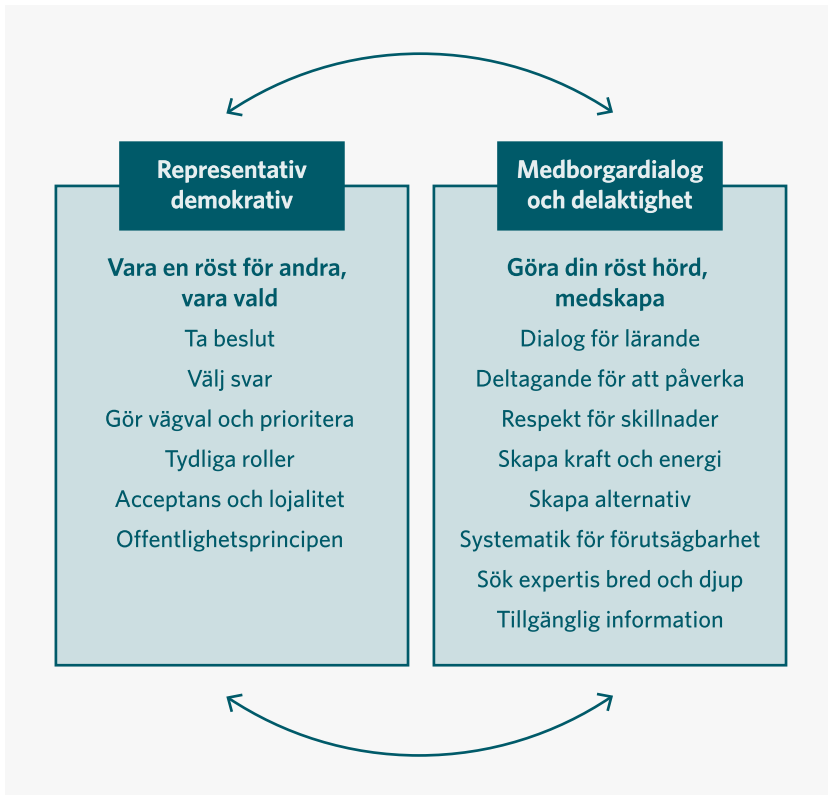 Representativ
demokrativ
Vara en röst för andra,
vara vald
Ta beslut
Välj svar
Gör vägval och prioritera
Tydliga roller
Acceptans och lojalitet
Offentlighetsprincipen
Medborgardialog
och delaktighet
Göra din röst hörd,
medskapa
Dialog för lärande
Deltagande för att påverka
Respekt för skillnader
Skapa kraft och energi
Skapa alternativ
Systematik för förutsägbarhet
Sök expertis bred och djup
Tillgänglig information